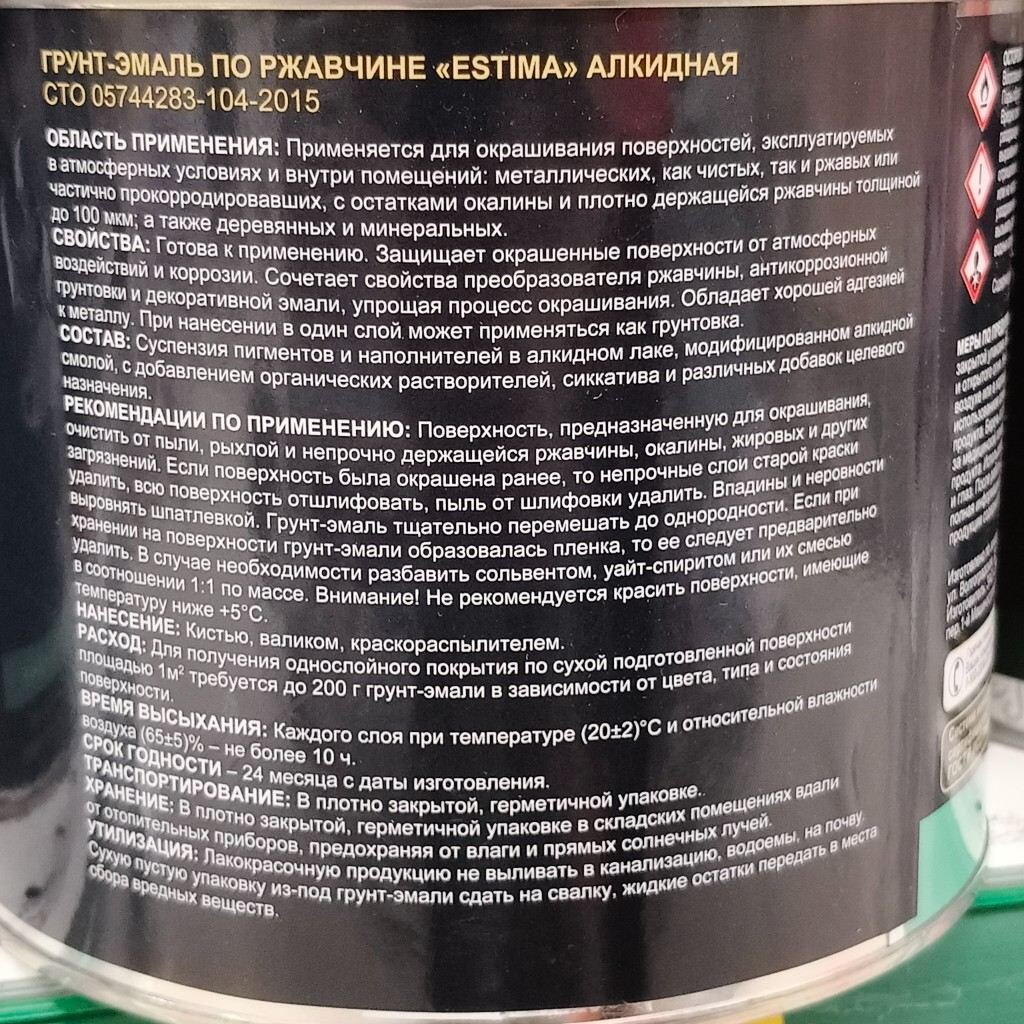 ГРУНТ-ЭМАЛЬ ПО РЖАВЧИНЕ «ESTIMA» АЛКИДНАЯ
СТО 05744283-104-2015
ОБЛАСТЬ ПРИМЕНЕНИЯ: Применяется для окрашивания поверхностей, эксплуатируемых
в атмосферных условиях и внутри помещений: металлических, как чистых, так и ржавых или
частично прокорродировавших, с остатками окалины и плотно держащейся ржавчины толщиной
до 100 мкм; а также деревянных и минеральных.
СВОЙСТВА: Готова к применению. Защищает окрашенные поверхности от атмосферных
воздействий и коррозии. Сочетает свойства преобразователя ржавчины, антикоррозионной
грунтовки и декоративной эмали, упрощая процесс окрашивания. Обладает хорошей адгезией
к металлу. При нанесении в один слой может применяться как грунтовка.
СОСТАВ: Суспензия пигментов и наполнителей в алкидном лаке, модифицированном алкидной
смолой, с добавлением органических растворителей, сиккатива и различных добавок целевого
назначения.
РЕКОМЕНДАЦИИ ПО ПРИМЕНЕНИЮ: Поверхность, предназначенную для окрашивания,
очистить от пыли, рыхлой и непрочно держащейся ржавчины, окалины, жировых и других
загрязнений. Если поверхность была окрашена ранее, то непрочные слои старой краски
удалить, всю поверхность отшлифовать, пыль от шлифовки удалить. Впадины и неровности
выровнять шпатлевкой. Грунт-эмаль тщательно перемешать до однородности. Если при
хранении на поверхности грунт-эмали образовалась пленка, то ее следует предварительно
удалить. В случае необходимости разбавить сольвентом, уайт-спиритом или их смесью
в соотношении 1:1 по массе. Внимание! Не рекомендуется красить поверхности, имеющие
температуру ниже +5°С.
НАНЕСЕНИЕ: Кистью, валиком, краскораспылителем.
РАСХОД: Для получения однослойного покрытия по сухой подготовленной поверхности
площадью 1м² требуется до 200 г грунт-эмали в зависимости от цвета, типа и состояния
поверхности.
ВРЕМЯ ВЫСЫХАНИЯ: Каждого слоя при температуре (20±2)°С и относительной влажности
воздуха (65±5)% – не более 10 ч.
СРОК ГОДНОСТИ – 24 месяца с даты изготовления.
ТРАНСПОРТИРОВАНИЕ: В плотно закрытой, герметичной упаковке..
ХРАНЕНИЕ: В плотно закрытой, герметичной упаковке в складских помещениях вдали
от отопительных приборов, предохраняя от влаги и прямых солнечных лучей.
УТИЛИЗАЦИЯ: Лакокрасочную продукцию не выливать в канализацию, водоемы, на почву.
Сухую пустую упаковку из-под грунт-эмали сдать на свалку, жидкие остатки передать в места
сбора вредных веществ.
МЕРЫ ПО